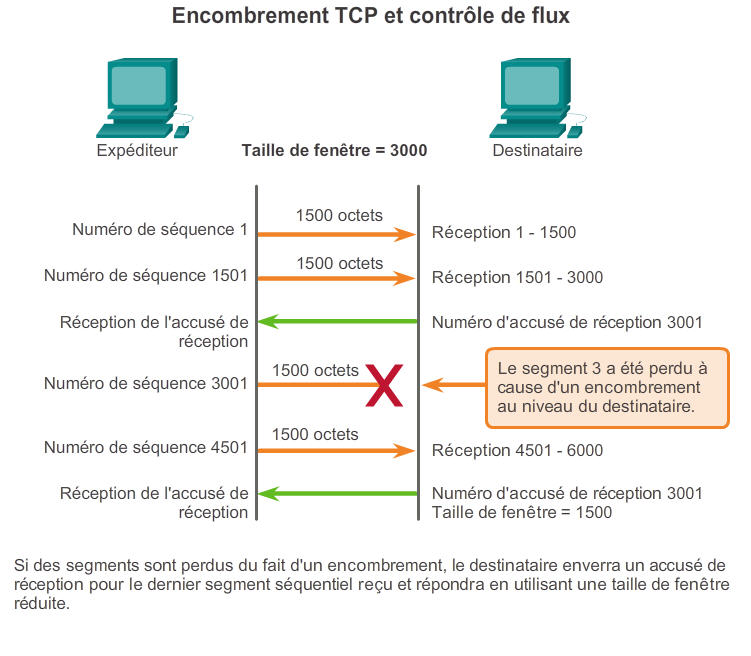 Encombrement TCP et contrôle de flux
Expéditeur
Taille de fenêtre = 3000
Destinataire
1500 octets
Numéro de séquence 1
Réception 1 - 1500
1500 octets
Numéro de séquence 1501
Réception 1501 - 3000
Réception de l'accusé de
réception
Numéro d'accusé de réception 3001
1500 octets
Numéro de séquence 3001
Le segment 3 a été perdu à
cause d'un encombrement
au niveau du destinataire.
1500 octets
Numéro de séquence 4501
Réception 4501 - 6000
Réception de l'accusé de
réception
Numéro d'accusé de réception 3001
Taille de fenêtre = 1500
Si des segments sont perdus du fait d'un encombrement, le destinataire enverra un accusé de
réception pour le dernier segment séquentiel reçu et répondra en utilisant une taille de fenêtre
réduite.